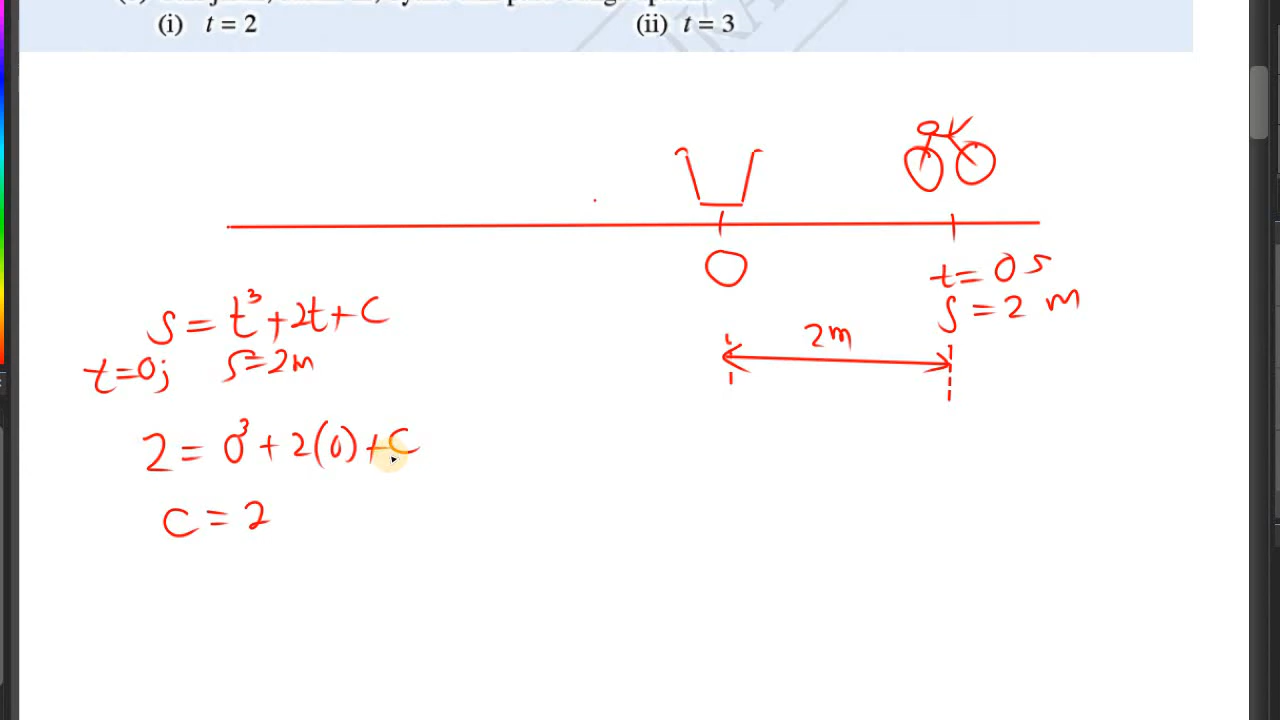 (i) t = 2 (ii) t = 3
O
t = 0 s
s = 2 m
2m
s = t³ + 2t + c
t = 0; s = 2m
2 = 0³ + 2(0) + c
c = 2